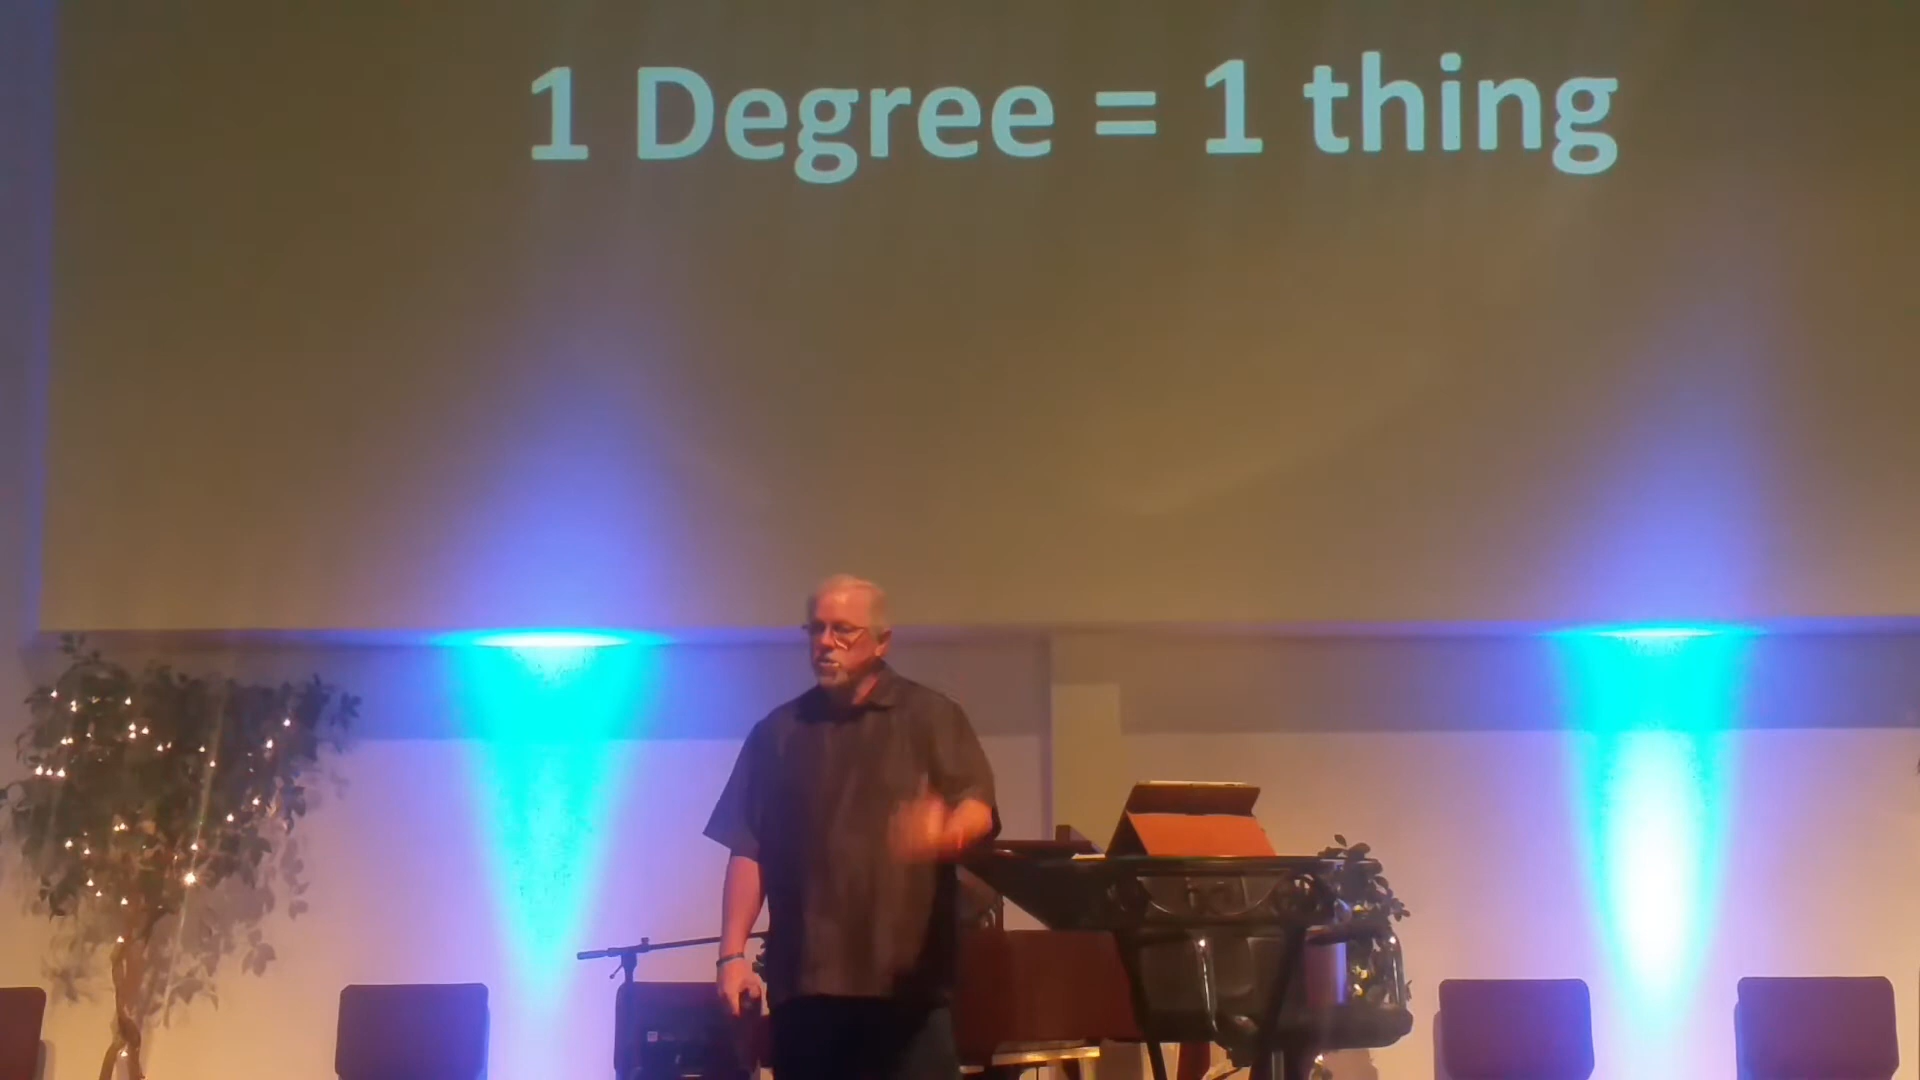 1 Degree = 1 thing